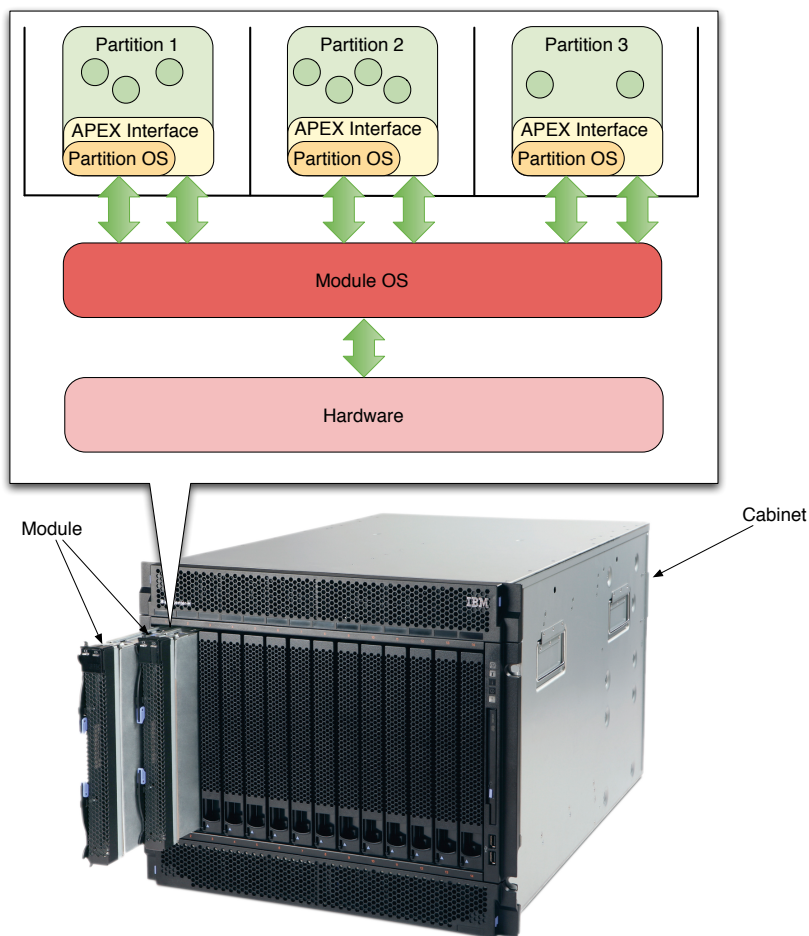 Partition 1
Partition 2
Partition 3
APEX Interface
APEX Interface
APEX Interface
Partition OS
Partition OS
Partition OS
Module OS
Hardware
Module
Cabinet
IBM